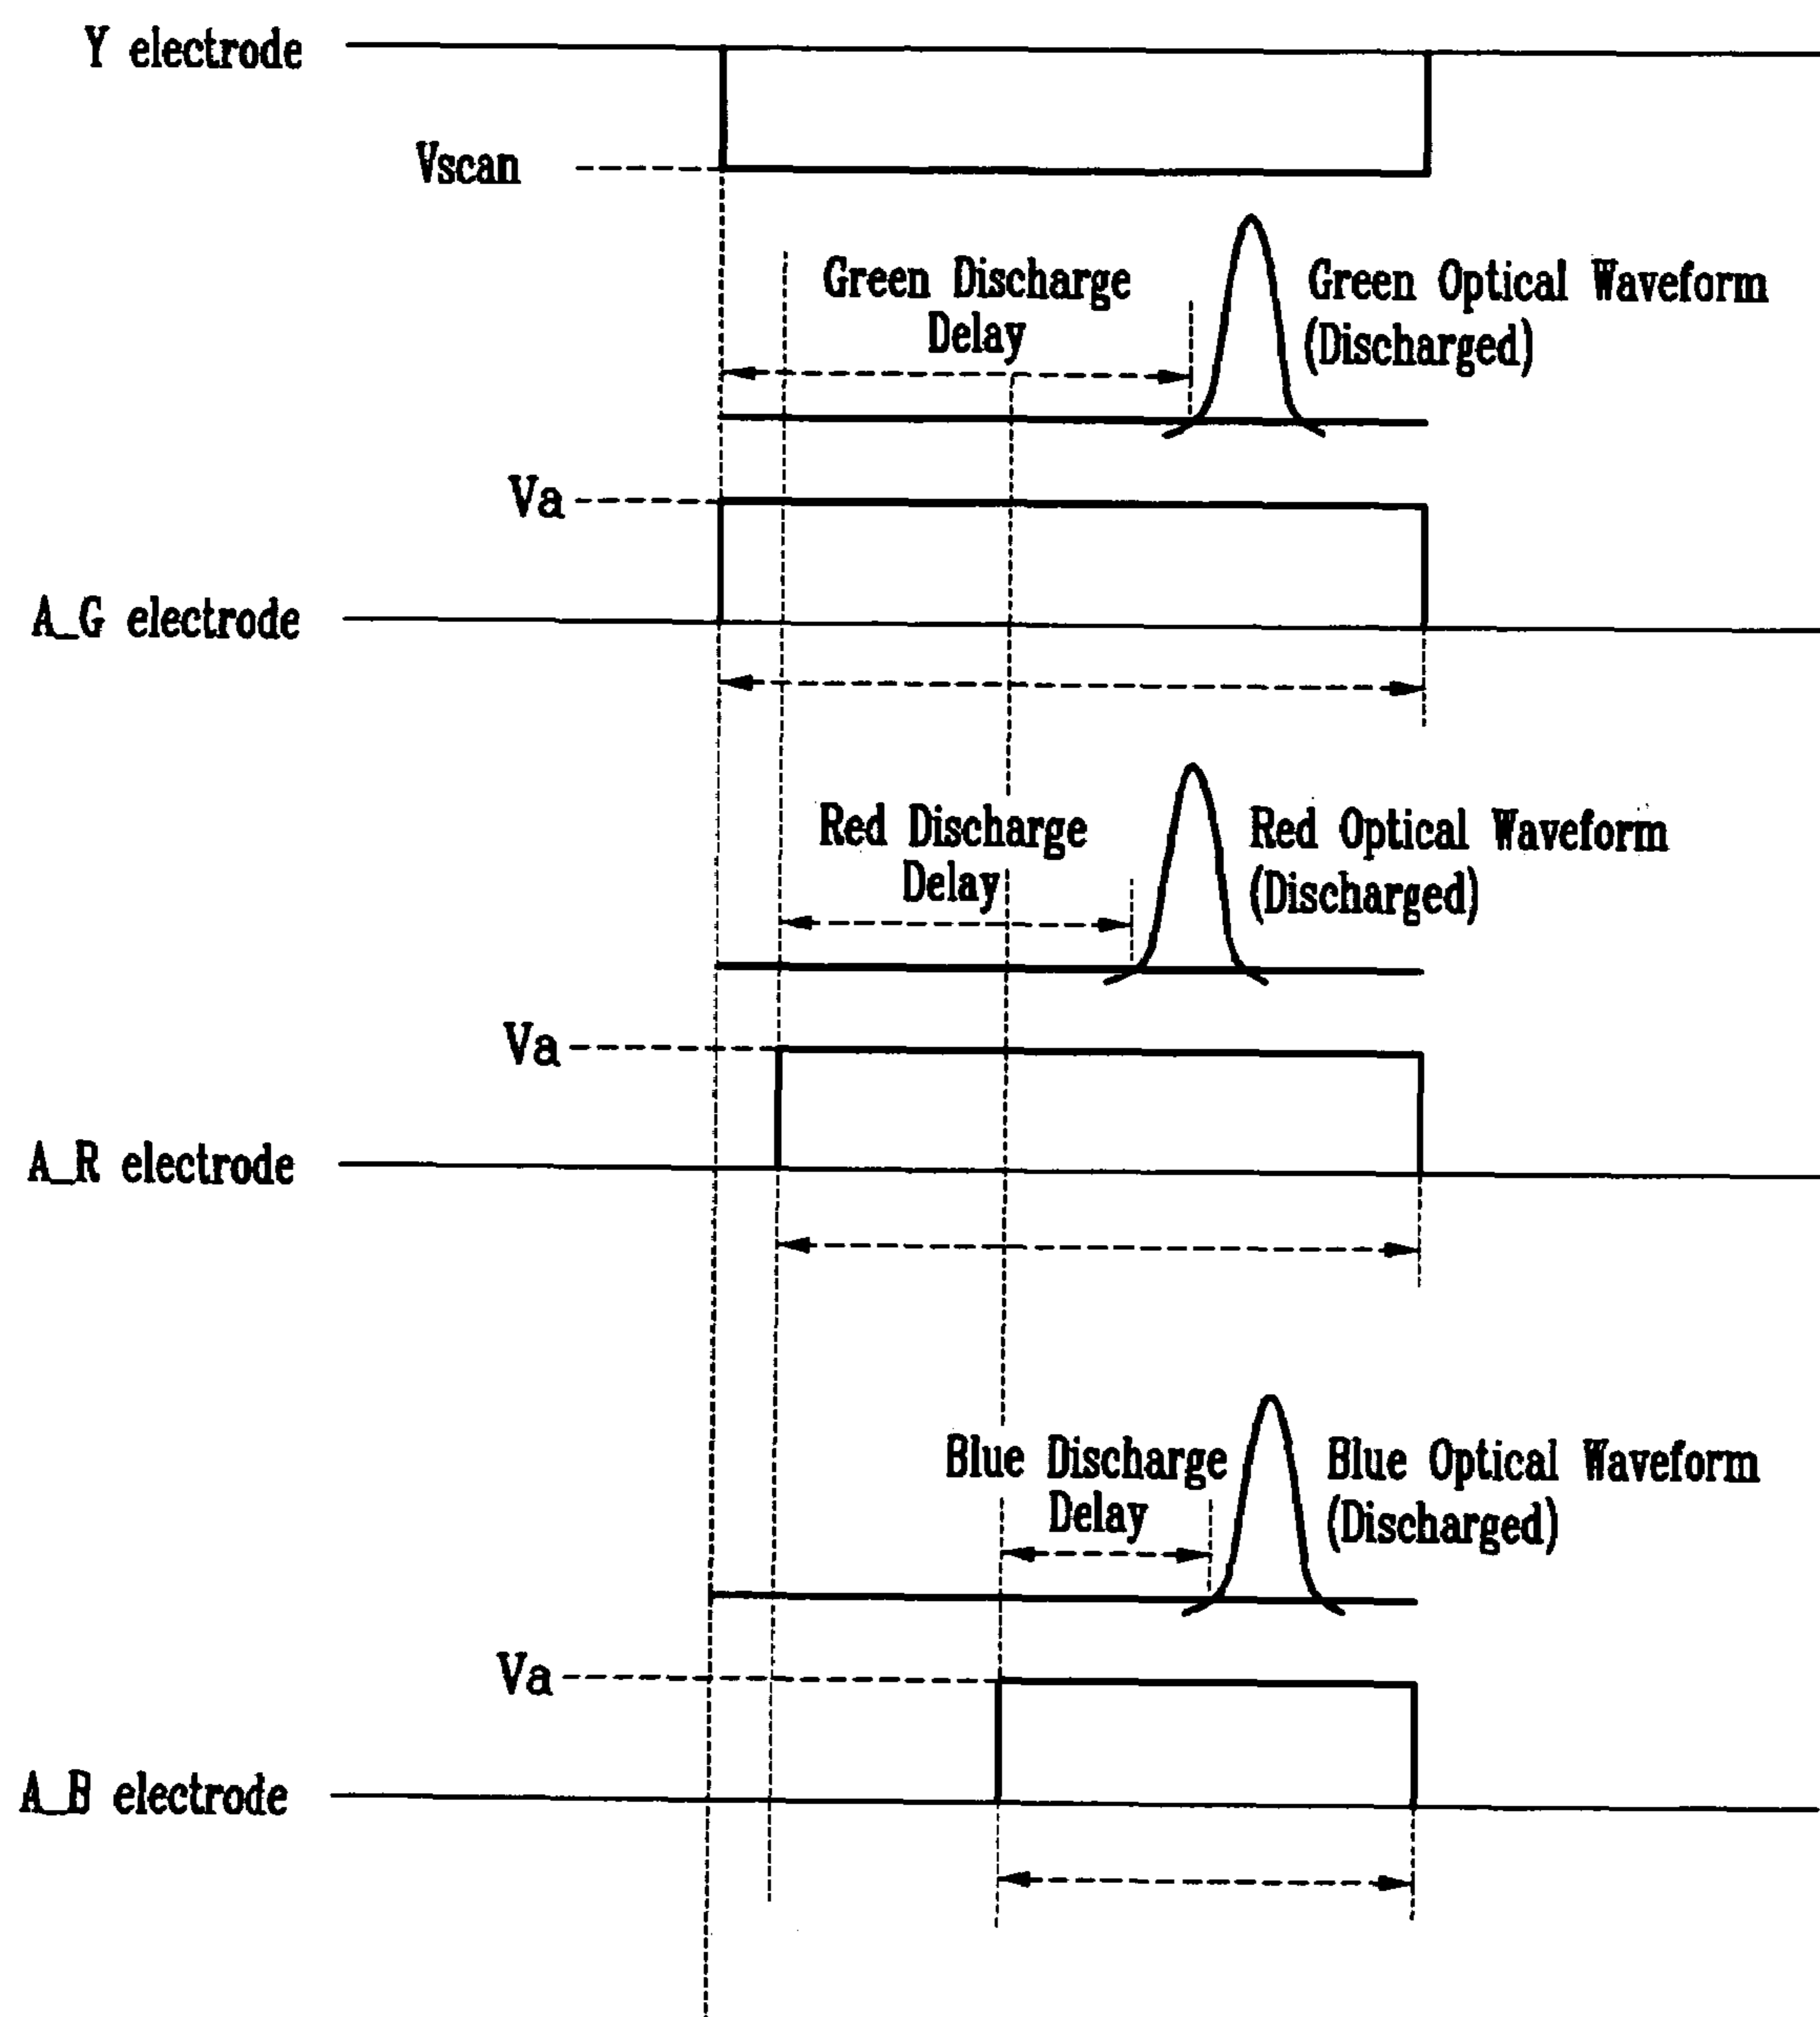 Y electrode
Vscan
Green Discharge
Delay
Green Optical Waveform
(Discharged)
Va
A_G electrode
Red Discharge
Delay
Red Optical Waveform
(Discharged)
Va
A_R electrode
Blue Discharge
Delay
Blue Optical Waveform
(Discharged)
Va
A_B electrode